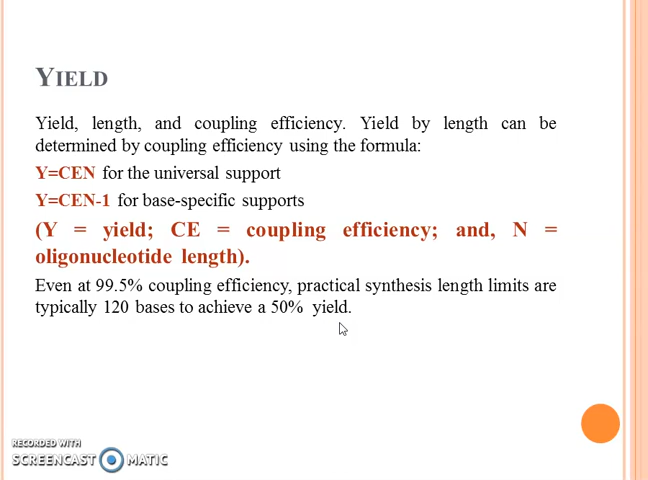 YIELD
Yield, length, and coupling efficiency. Yield by length can be
determined by coupling efficiency using the formula:
Y=CEN for the universal support
Y=CEN-1 for base-specific supports
(Y = yield; CE = coupling efficiency; and, N =
oligonucleotide length).
Even at 99.5% coupling efficiency, practical synthesis length limits are
typically 120 bases to achieve a 50% yield.
RECORDED WITH
SCREENCAST MATIC